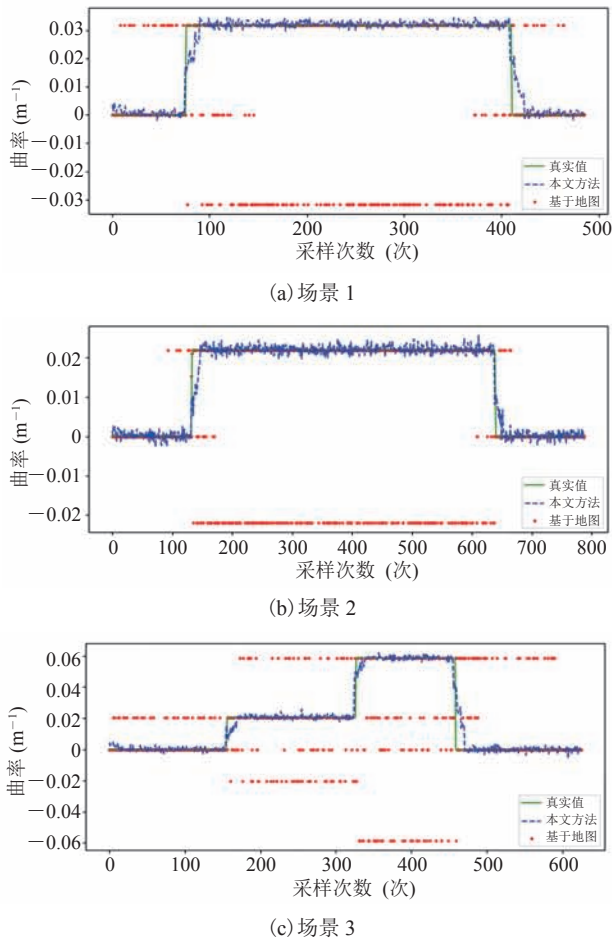 0.03
0.02
0.01
0
−0.01
−0.02
−0.03
曲率 (m−1)
真实值
本文方法
基于地图
0
100
200
300
400
500
采样次数 (次)
(a)场景 1
0.02
0.01
0
−0.01
−0.02
曲率 (m−1)
真实值
本文方法
基于地图
0
100
200
300
400
500
600
700
800
采样次数 (次)
(b)场景 2
0.06
0.04
0.02
0
−0.02
−0.04
−0.06
曲率 (m−1)
真实值
本文方法
基于地图
0
100
200
300
400
500
600
采样次数 (次)
(c)场景 3